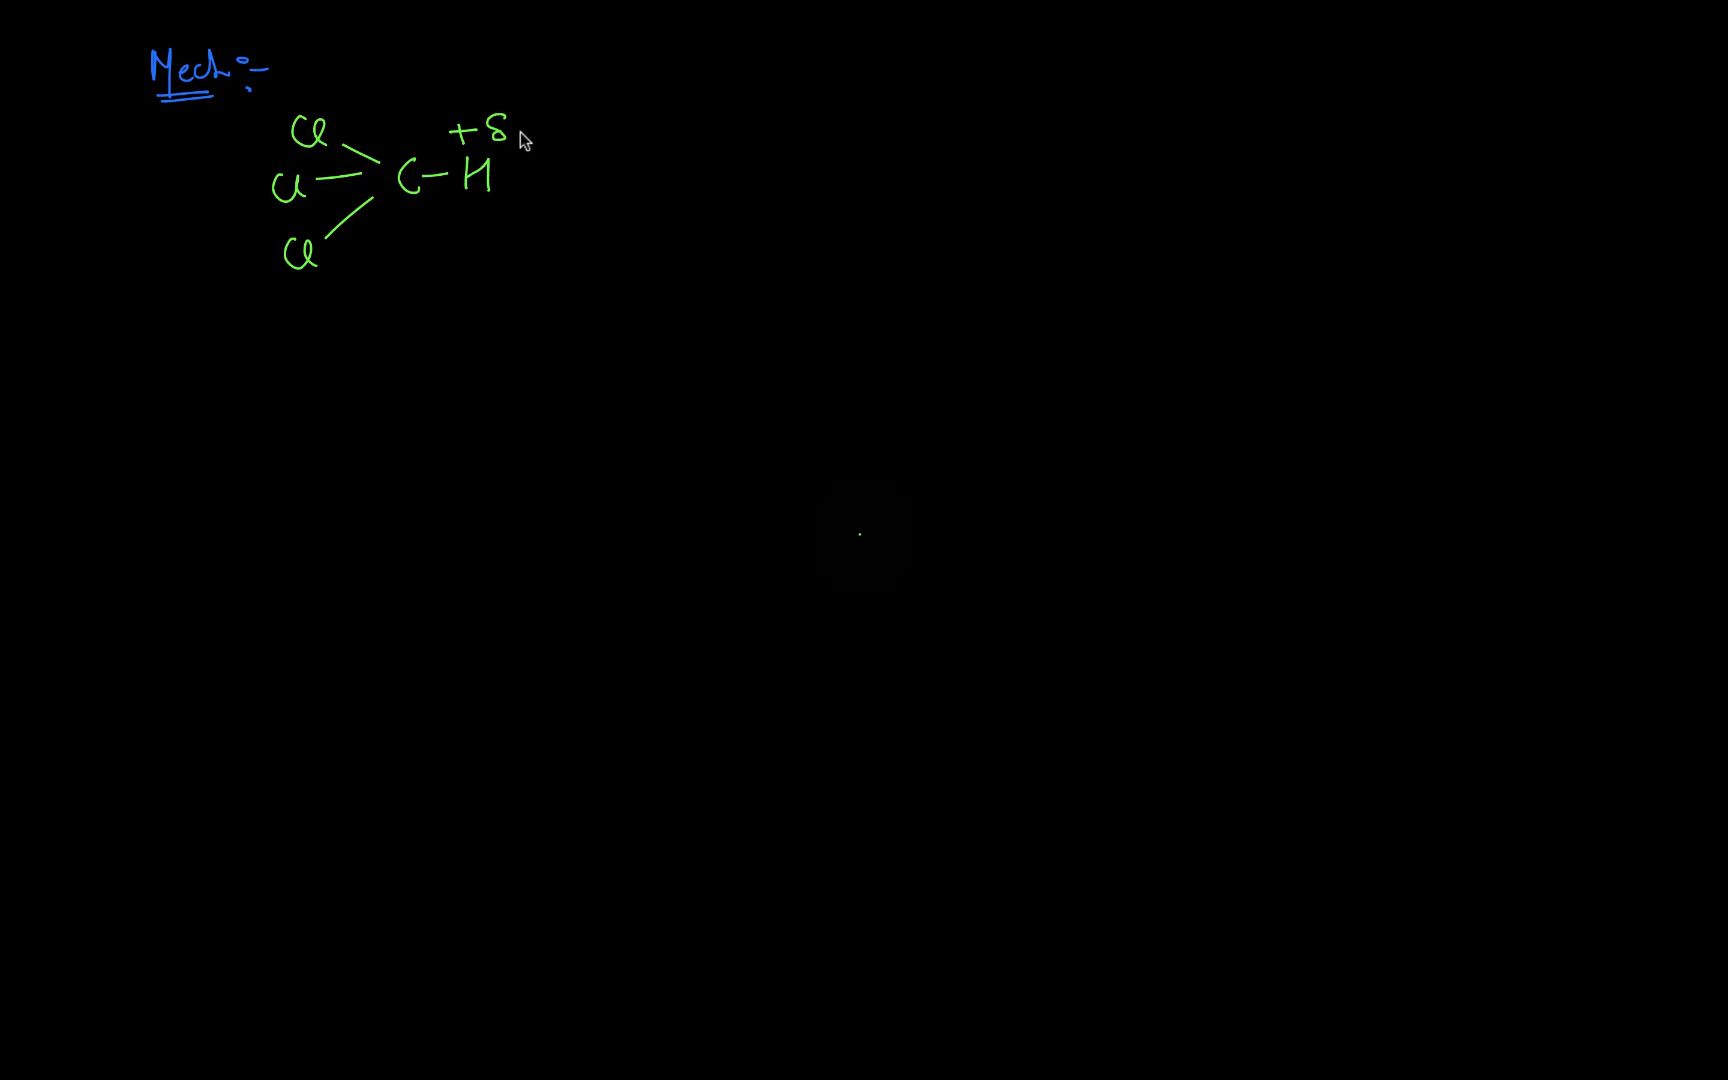 Mech :-
Cl +δ
Cl C-H
Cl